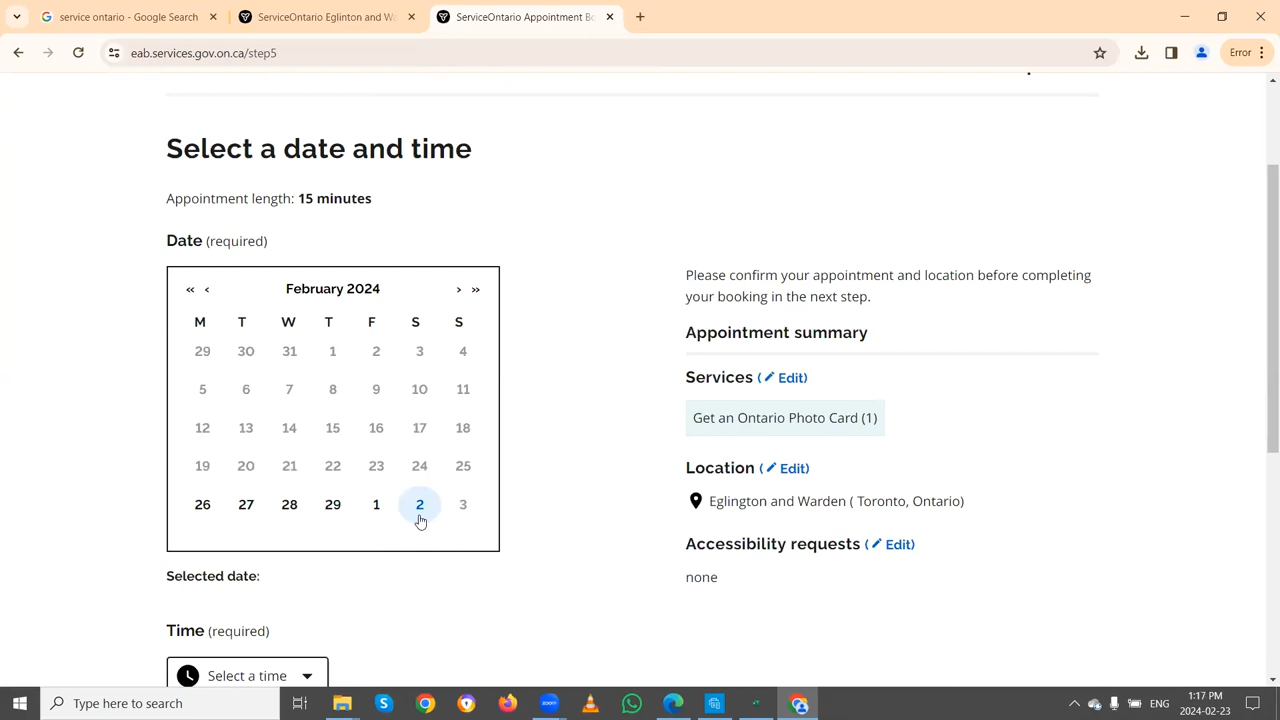 service ontario - Google Search
ServiceOntario Eglinton and Wa
ServiceOntario Appointment Bo
eab.services.gov.on.ca/step5
Error
Select a date and time
Appointment length: 15 minutes
Date (required)
« ‹ February 2024 › »
M T W T F S S
29 30 31 1 2 3 4
5 6 7 8 9 10 11
12 13 14 15 16 17 18
19 20 21 22 23 24 25
26 27 28 29 1 2 3
Selected date:
Time (required)
Select a time
Please confirm your appointment and location before completing
your booking in the next step.
Appointment summary
Services ( Edit)
Get an Ontario Photo Card (1)
Location ( Edit)
Eglington and Warden ( Toronto, Ontario)
Accessibility requests ( Edit)
none
Type here to search
zoom
ENG
1:17 PM
2024-02-23